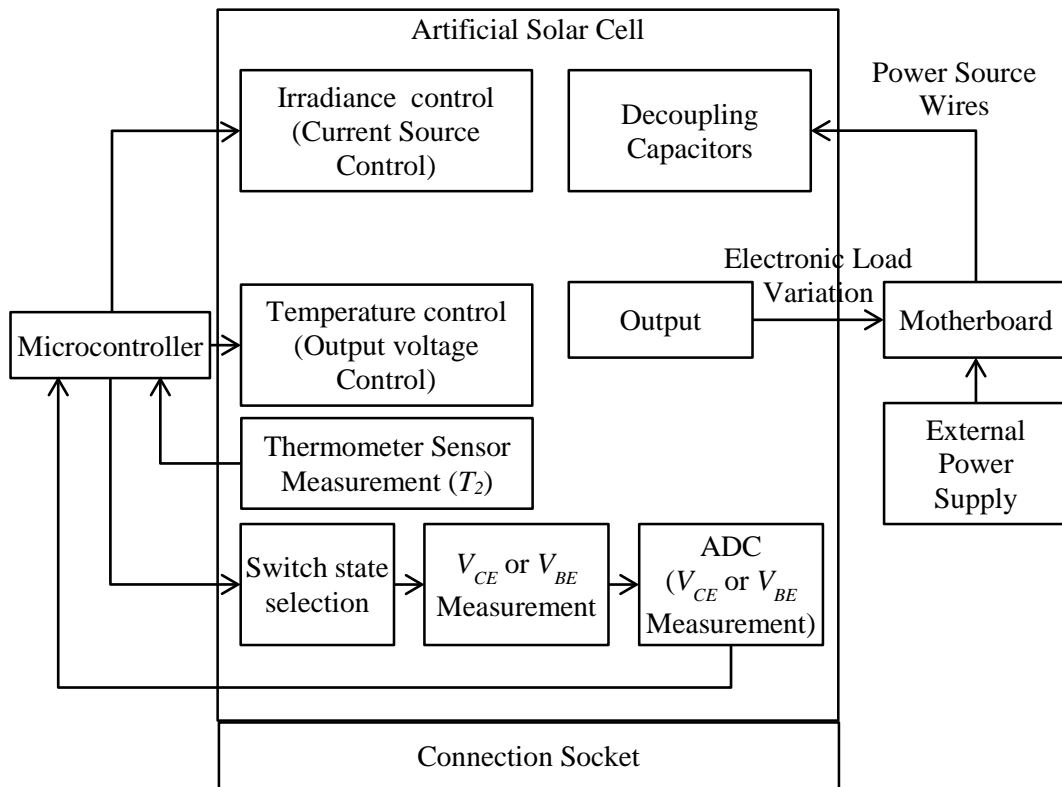 Artificial Solar Cell
Irradiance control
(Current Source
Control)
Decoupling
Capacitors
Power Source
Wires
Electronic Load
Variation
Microcontroller
Temperature control
(Output voltage
Control)
Output
Motherboard
Thermometer Sensor
Measurement (T2)
External
Power
Supply
Switch state
selection
VCE or VBE
Measurement
ADC
(VCE or VBE
Measurement)
Connection Socket